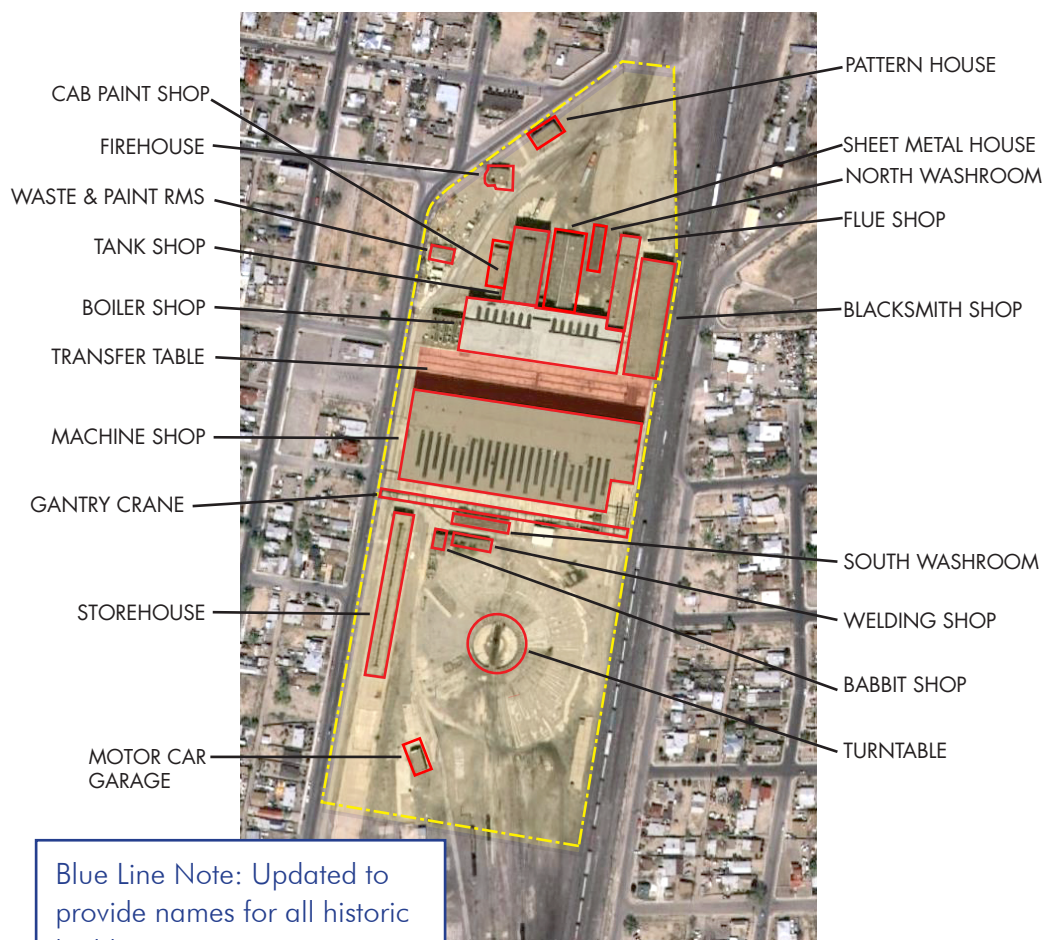 CAB PAINT SHOP
FIREHOUSE
WASTE & PAINT RMS
TANK SHOP
BOILER SHOP
TRANSFER TABLE
MACHINE SHOP
GANTRY CRANE
STOREHOUSE
MOTOR CAR
GARAGE
PATTERN HOUSE
SHEET METAL HOUSE
NORTH WASHROOM
FLUE SHOP
BLACKSMITH SHOP
SOUTH WASHROOM
WELDING SHOP
BABBIT SHOP
TURNTABLE
Blue Line Note: Updated to
provide names for all historic